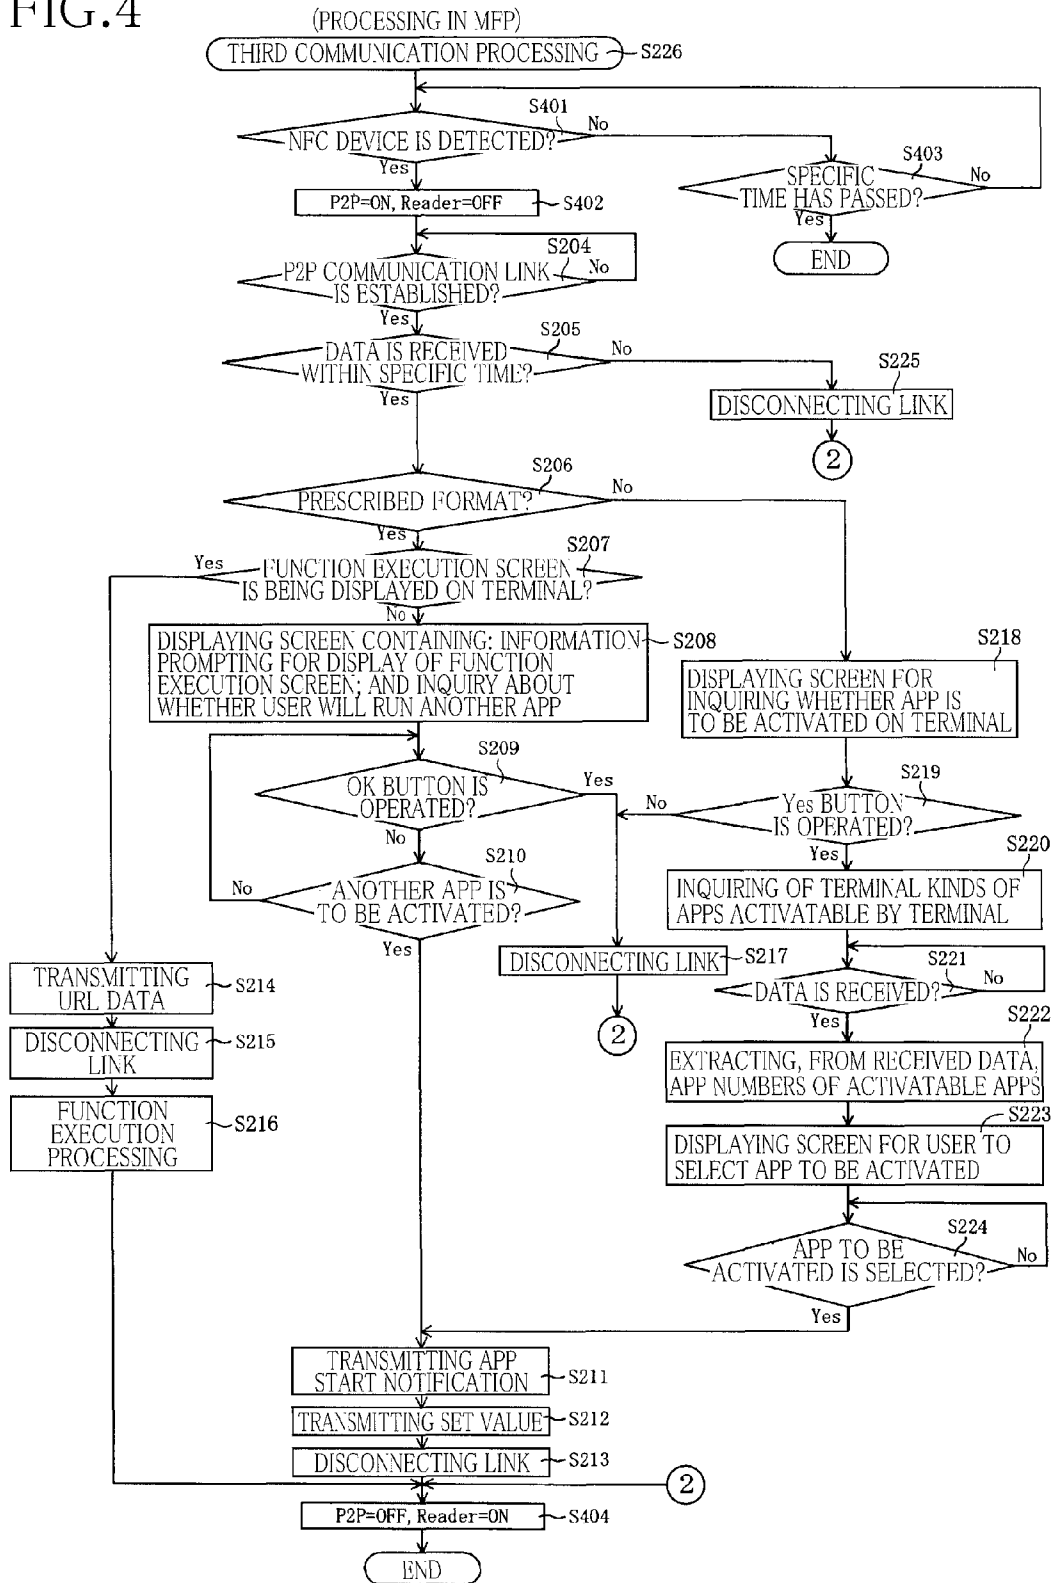 FIG.4
(PROCESSING IN MFP)
THIRD COMMUNICATION PROCESSING
S226
S401
NFC DEVICE IS DETECTED?
No
Yes
S403
SPECIFIC
TIME HAS PASSED?
No
Yes
END
P2P=ON, Reader=OFF
S402
S204
P2P COMMUNICATION LINK
IS ESTABLISHED?
No
Yes
S205
DATA IS RECEIVED
WITHIN SPECIFIC TIME?
No
Yes
S225
DISCONNECTING LINK
2
S206
PRESCRIBED FORMAT?
No
Yes
S207
Yes
FUNCTION EXECUTION SCREEN
IS BEING DISPLAYED ON TERMINAL?
No
DISPLAYING SCREEN CONTAINING: INFORMATION
PROMPTING FOR DISPLAY OF FUNCTION
EXECUTION SCREEN; AND INQUIRY ABOUT
WHETHER USER WILL RUN ANOTHER APP
S208
S218
DISPLAYING SCREEN FOR
INQUIRING WHETHER APP IS
TO BE ACTIVATED ON TERMINAL
S209
OK BUTTON IS
OPERATED?
Yes
No
S219
No
Yes BUTTON
IS OPERATED?
Yes
S210
No
ANOTHER APP IS
TO BE ACTIVATED?
Yes
S220
INQUIRING OF TERMINAL KINDS OF
APPS ACTIVATABLE BY TERMINAL
DISCONNECTING LINK
S217
2
S221
DATA IS RECEIVED?
No
Yes
TRANSMITTING
URL DATA
S214
DISCONNECTING
LINK
S215
FUNCTION
EXECUTION
PROCESSING
S216
S222
EXTRACTING, FROM RECEIVED DATA,
APP NUMBERS OF ACTIVATABLE APPS
S223
DISPLAYING SCREEN FOR USER TO
SELECT APP TO BE ACTIVATED
S224
APP TO BE
ACTIVATED IS SELECTED?
No
Yes
TRANSMITTING APP
START NOTIFICATION
S211
TRANSMITTING SET VALUE
S212
DISCONNECTING LINK
S213
2
P2P=OFF, Reader=ON
S404
END